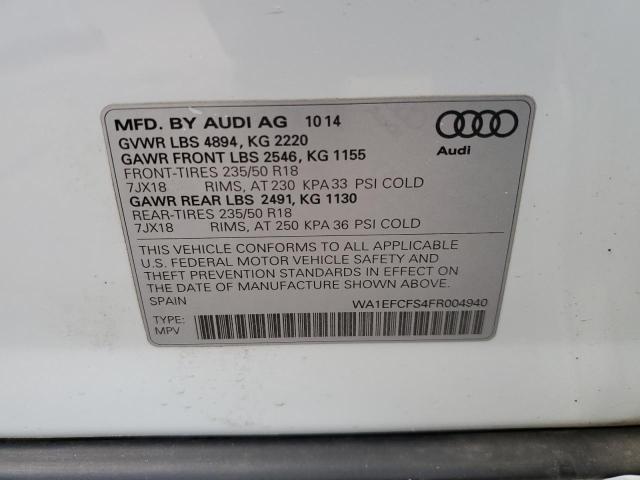 MFD. BY AUDI AG 10 14
GVWR LBS 4894, KG 2220
GAWR FRONT LBS 2546, KG 1155
FRONT-TIRES 235/50 R18
7JX18 RIMS, AT 230 KPA 33 PSI COLD
GAWR REAR LBS 2491, KG 1130
REAR-TIRES 235/50 R18
7JX18 RIMS, AT 250 KPA 36 PSI COLD
Audi
THIS VEHICLE CONFORMS TO ALL APPLICABLE
U.S. FEDERAL MOTOR VEHICLE SAFETY AND
THEFT PREVENTION STANDARDS IN EFFECT ON
THE DATE OF MANUFACTURE SHOWN ABOVE.
SPAIN WA1EFCFS4FR004940
TYPE:
MPV